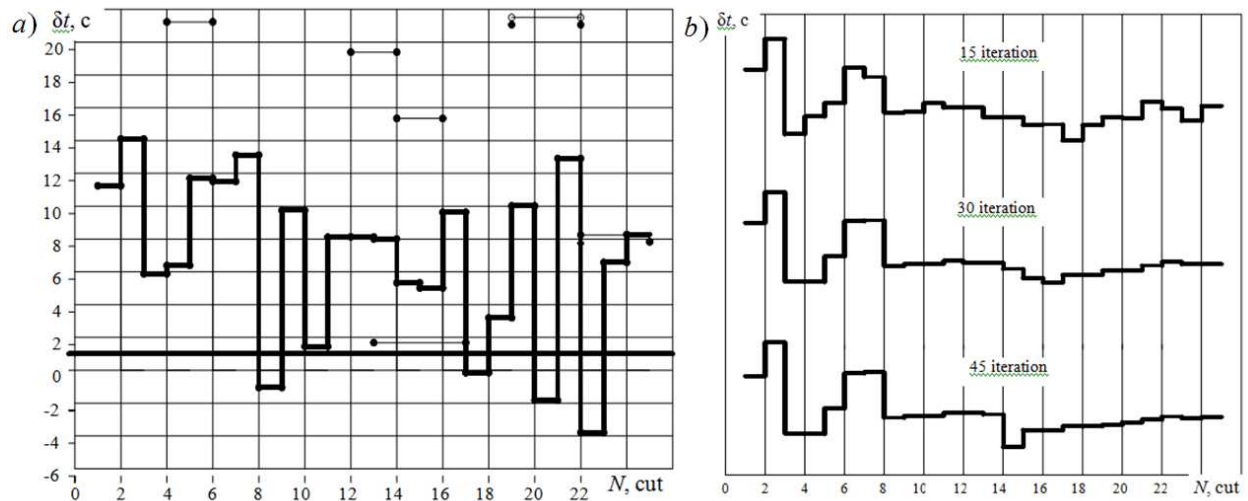 a) δt, c
20
18
16
14
12
10
8
6
4
2
0
-2
-4
-6
0 2 4 6 8 10 12 14 16 18 20 22 N, cut
b) δt, c
15 iteration
30 iteration
45 iteration
0 2 4 6 8 10 12 14 16 18 20 22 N, cut